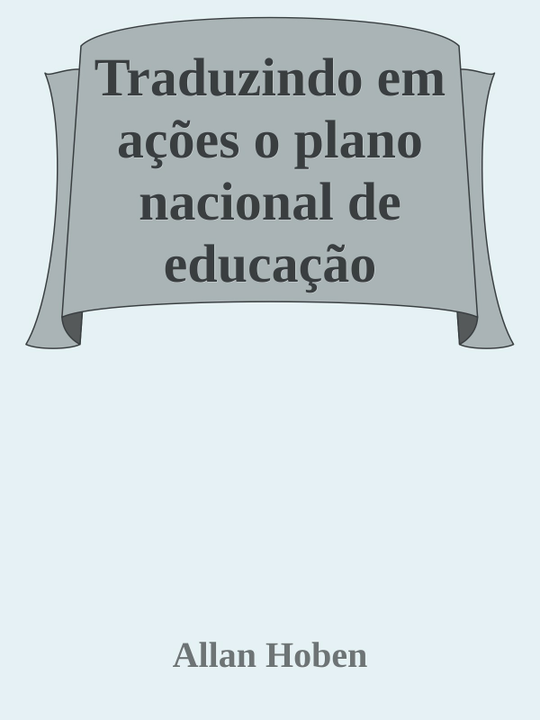 Traduzindo em
ações o plano
nacional de
educação
Allan Hoben